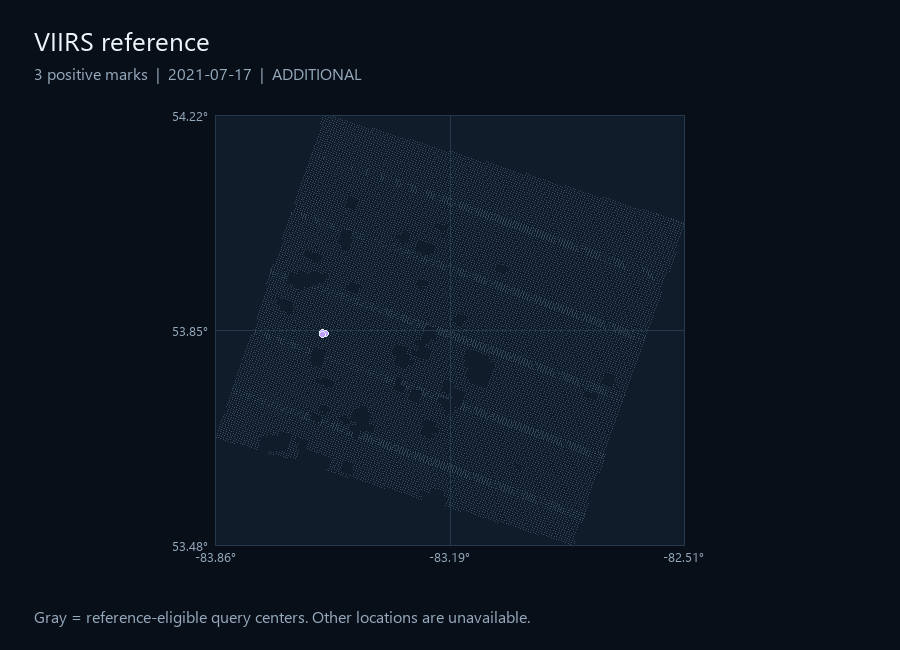 VIIRS reference
3 positive marks | 2021-07-17 | ADDITIONAL
54.22°
53.85°
53.48°
-83.86°
-83.19°
-82.51°
Gray = reference-eligible query centers. Other locations are unavailable.